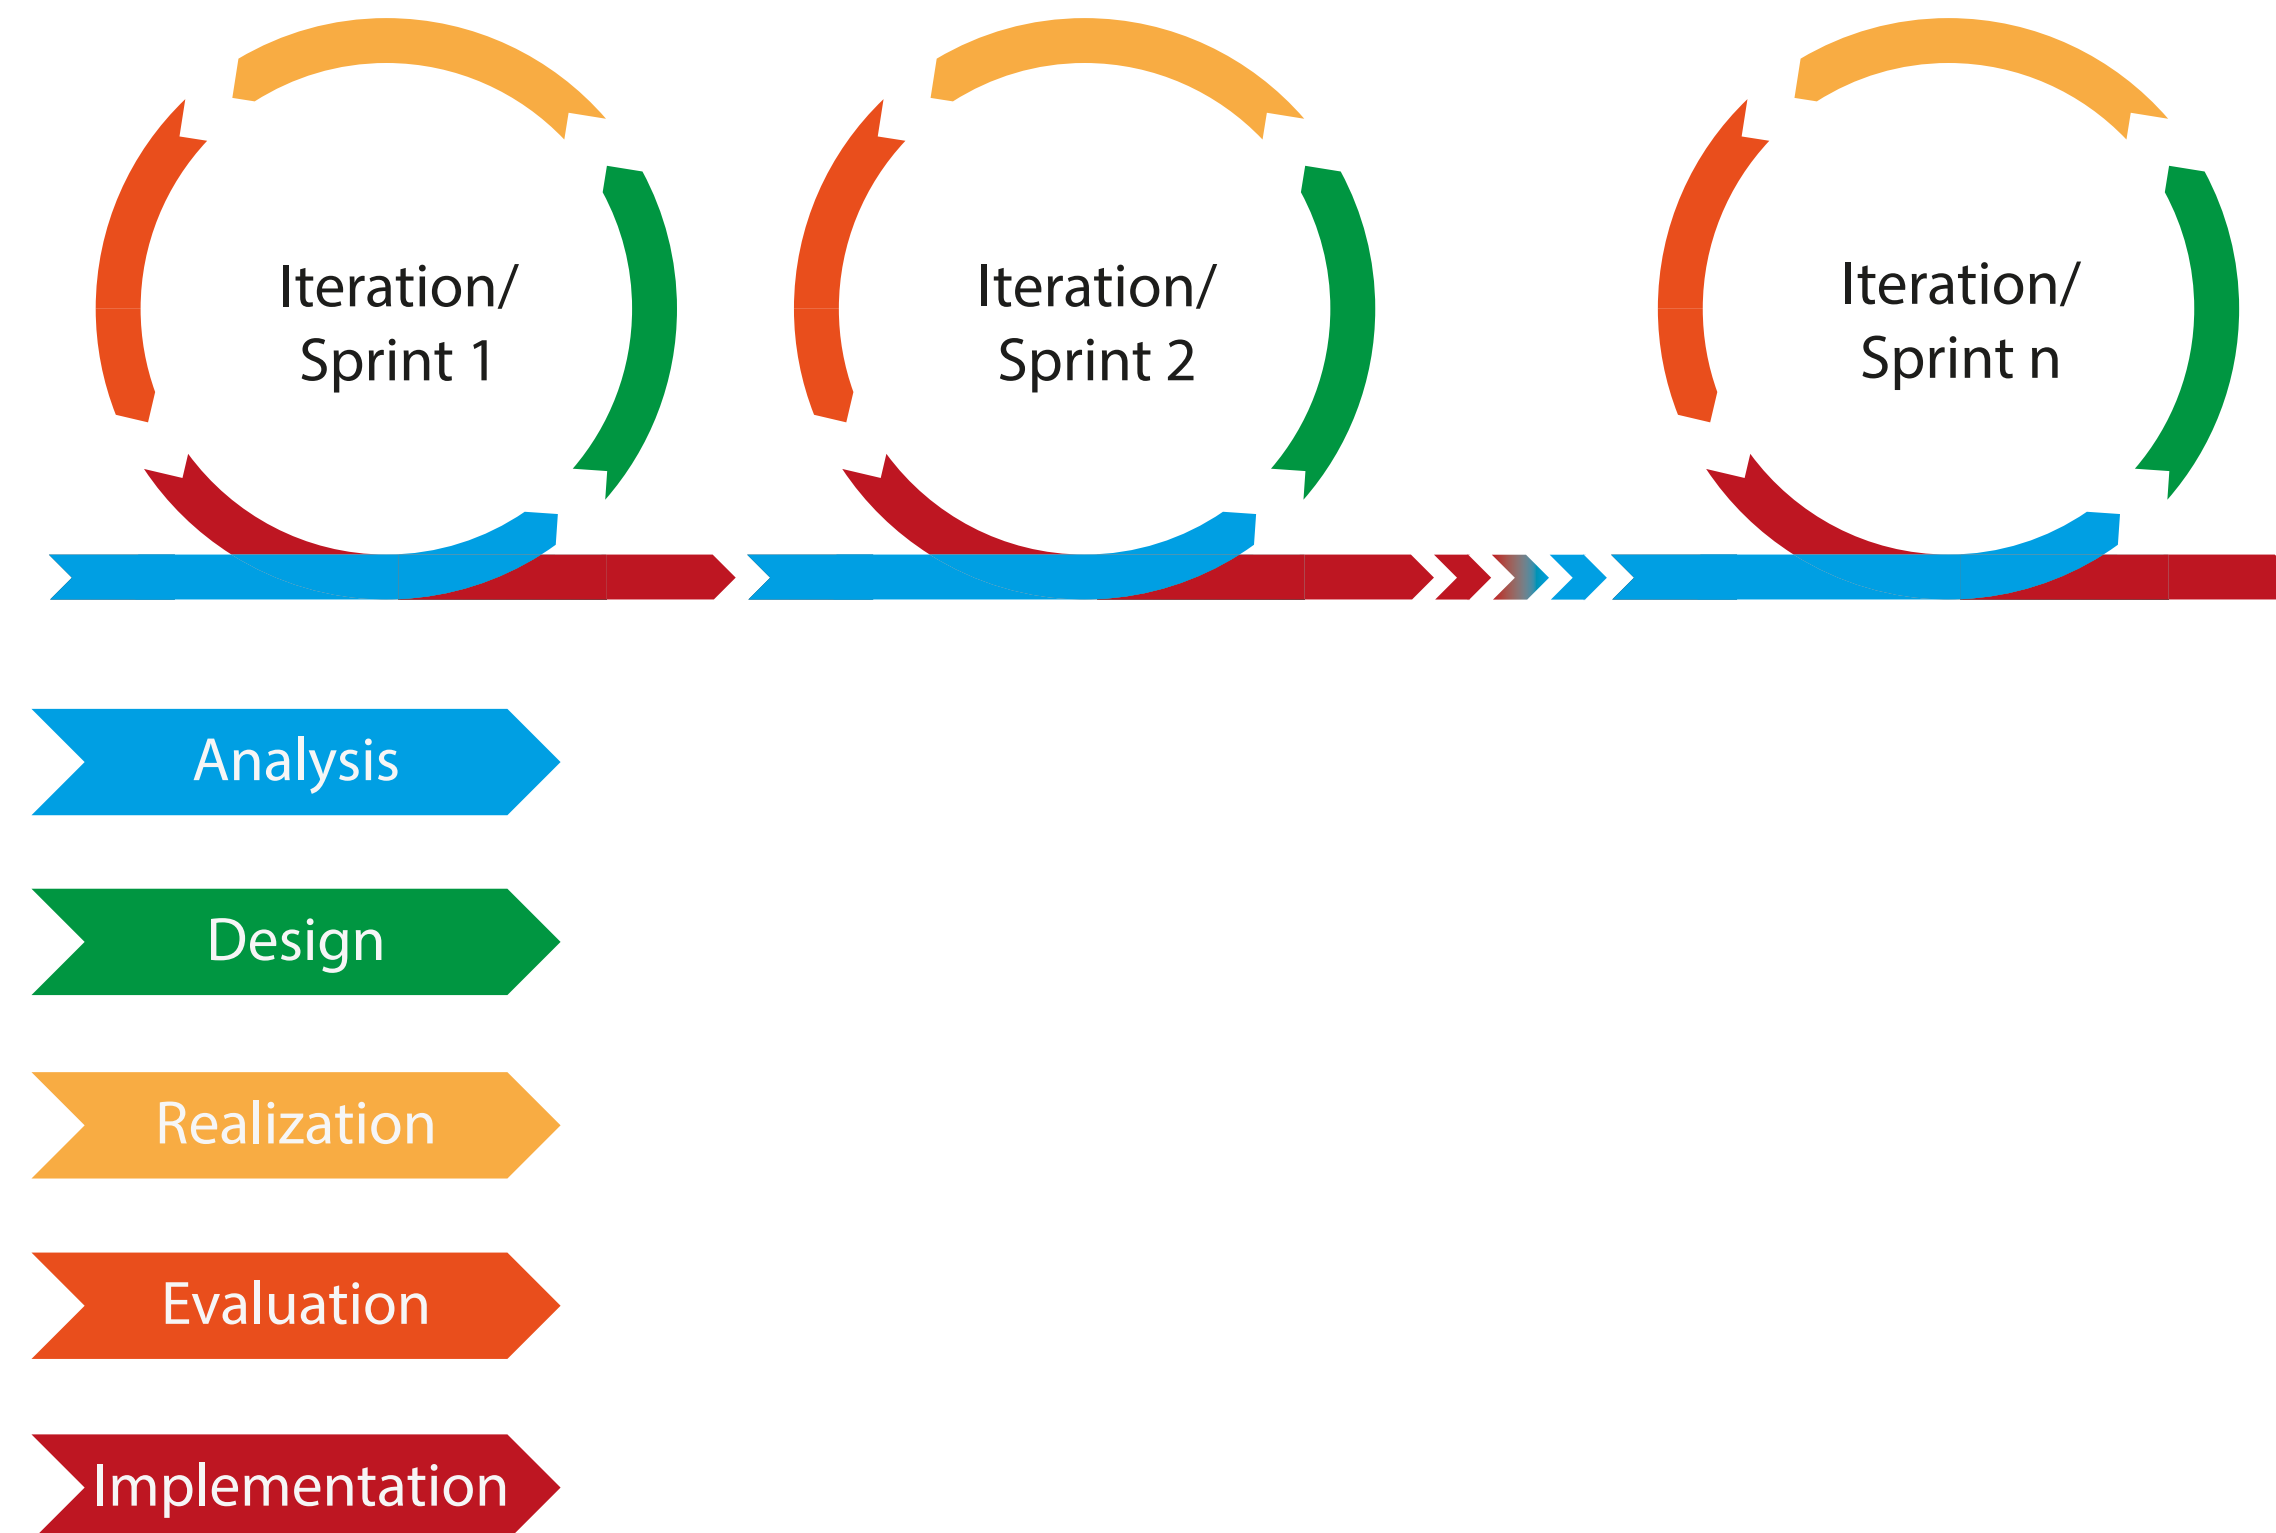 Iteration/
Sprint 1
Iteration/
Sprint 2
Iteration/
Sprint n
Analysis
Design
Realization
Evaluation
Implementation